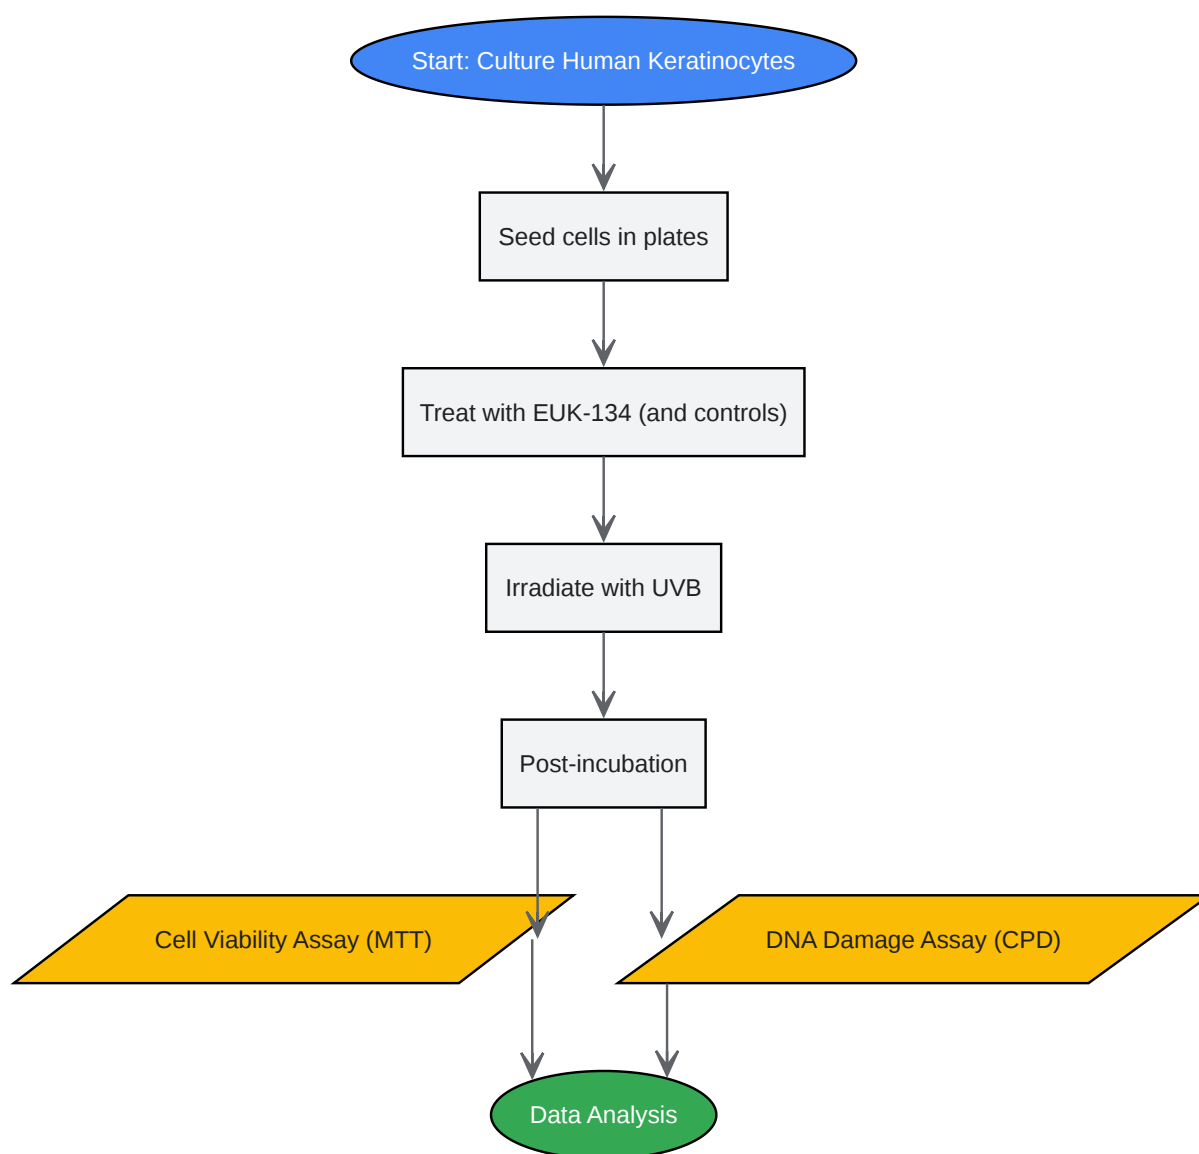 Start: Culture Human Keratinocytes
Seed cells in plates
Treat with EUK-134 (and controls)
Irradiate with UVB
Post-incubation
Cell Viability Assay (MTT)
DNA Damage Assay (CPD)
Data Analysis